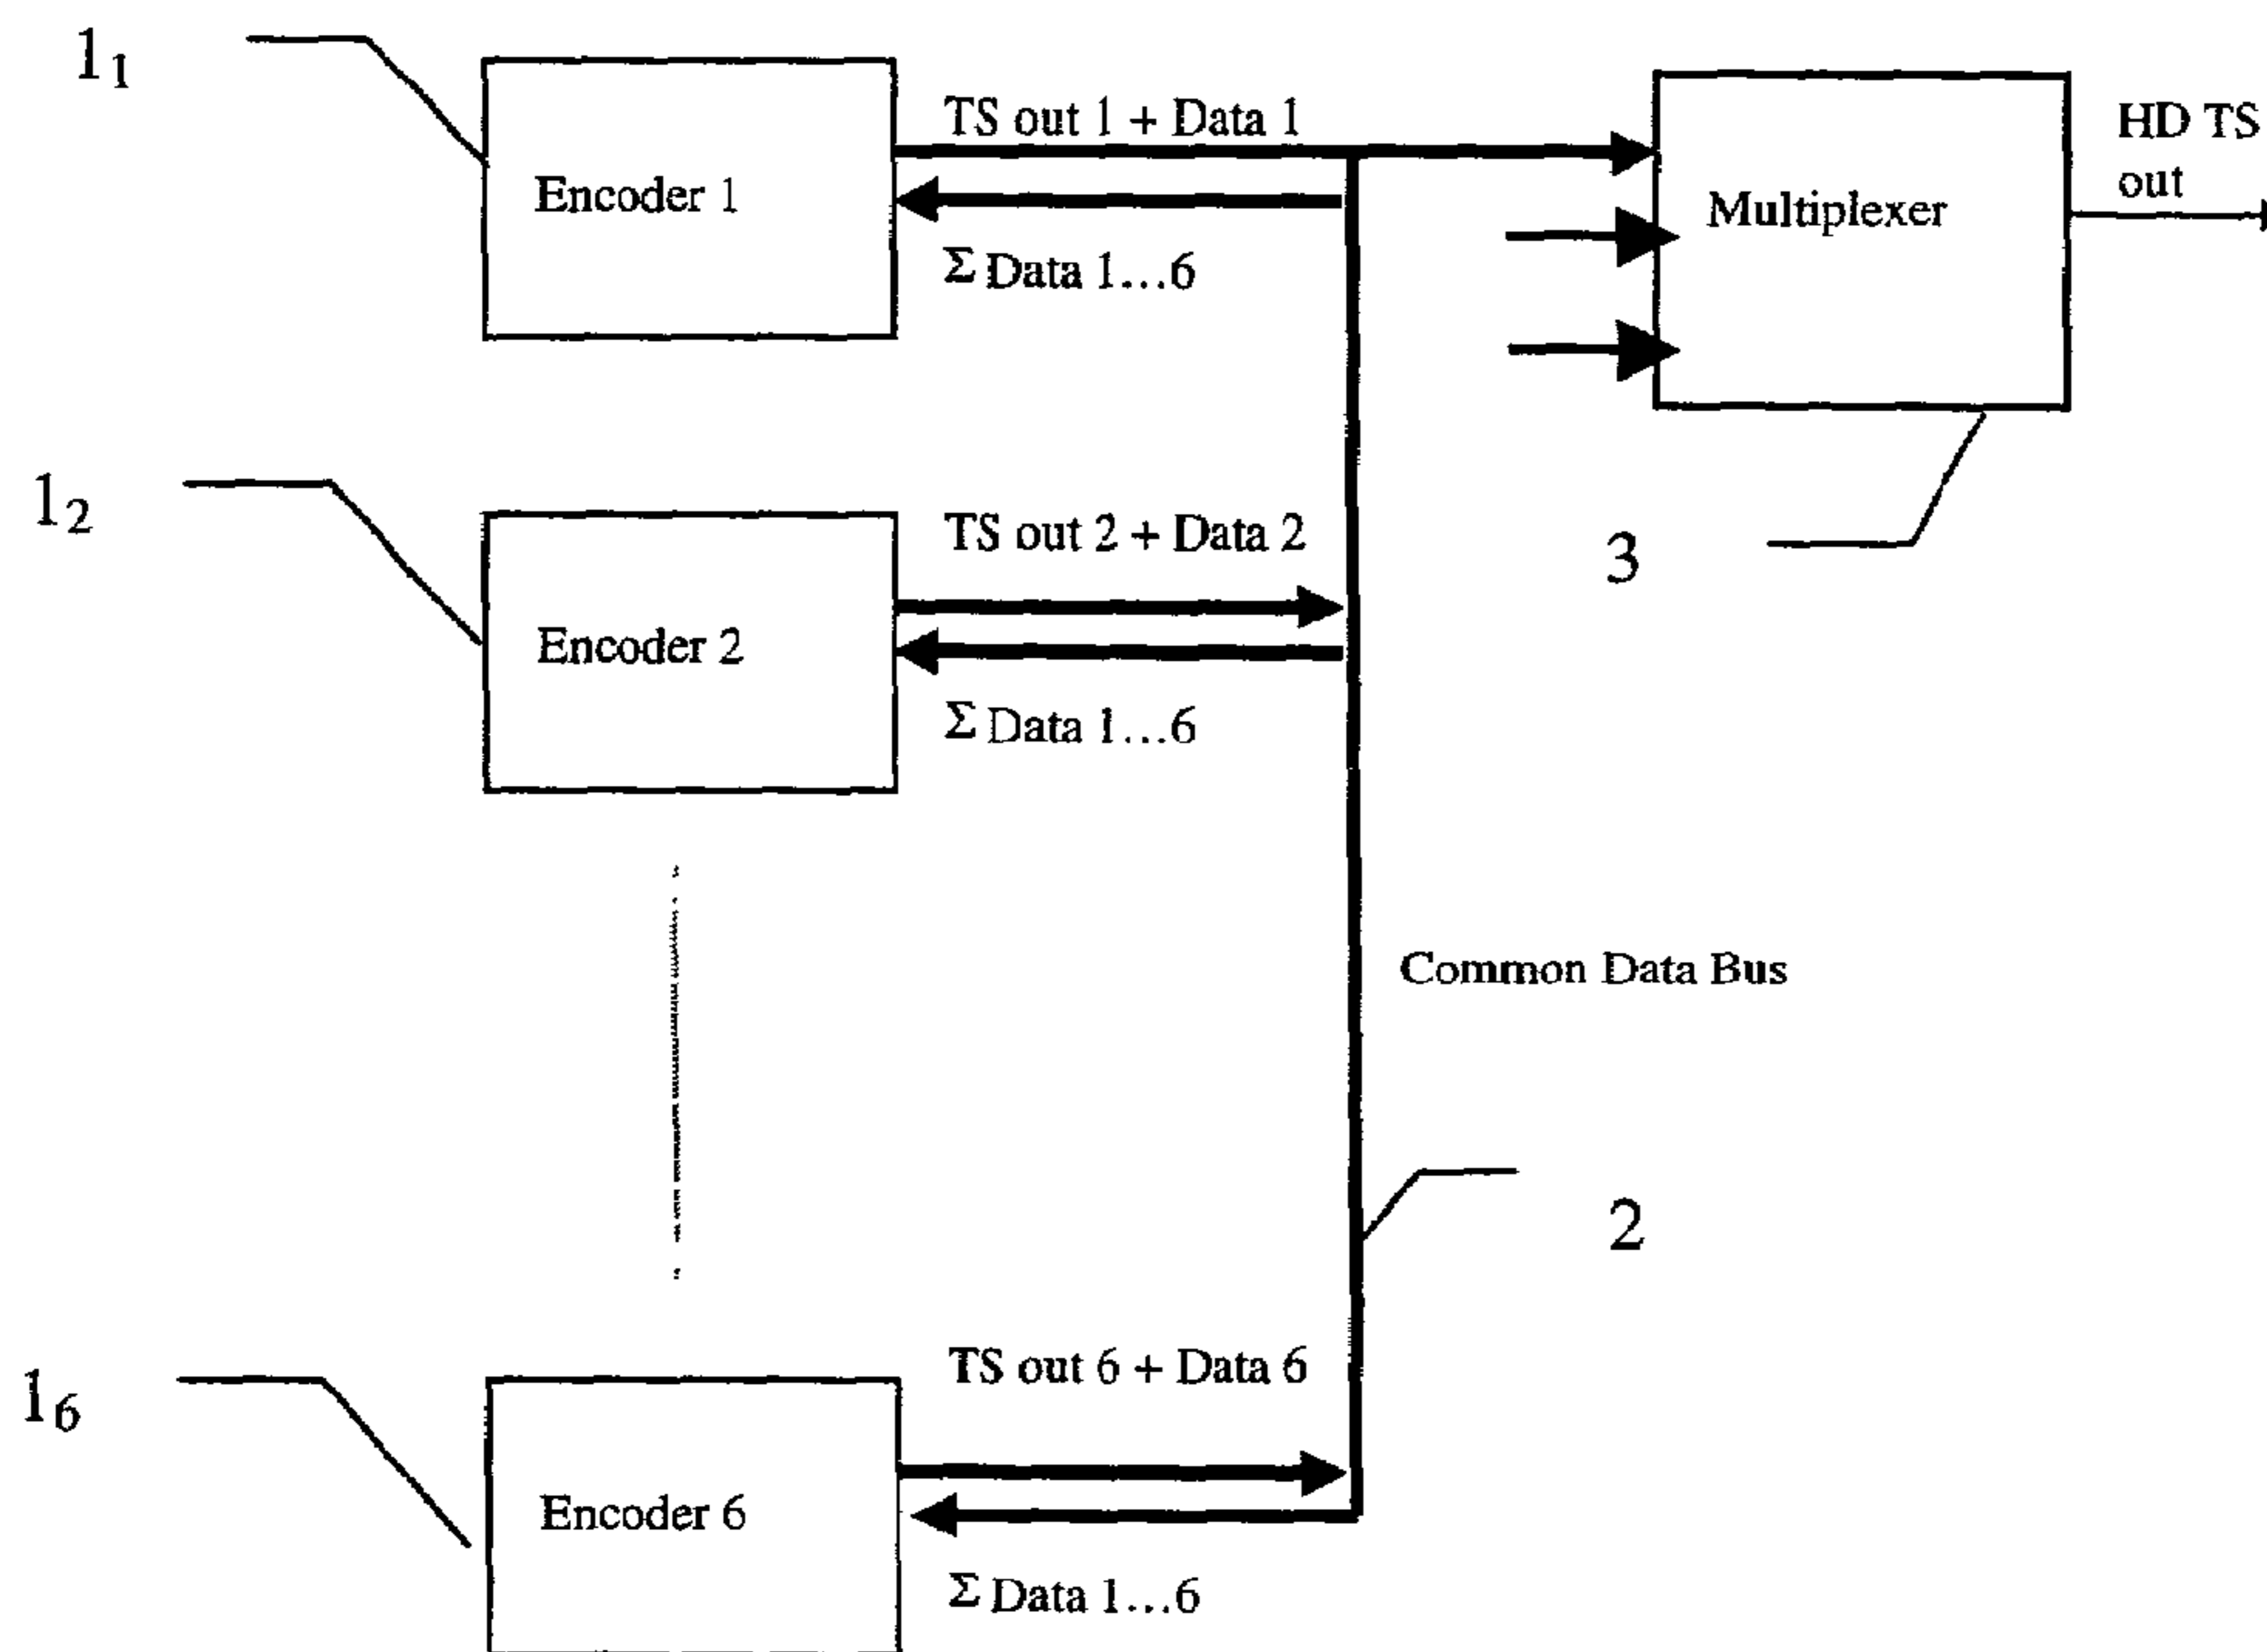 1₁
TS out 1 + Data 1
HD TS
out
Encoder 1
Multiplexer
Σ Data 1...6
1₂
TS out 2 + Data 2
3
Encoder 2
Σ Data 1...6
Common Data Bus
2
TS out 6 + Data 6
1₆
Encoder 6
Σ Data 1...6